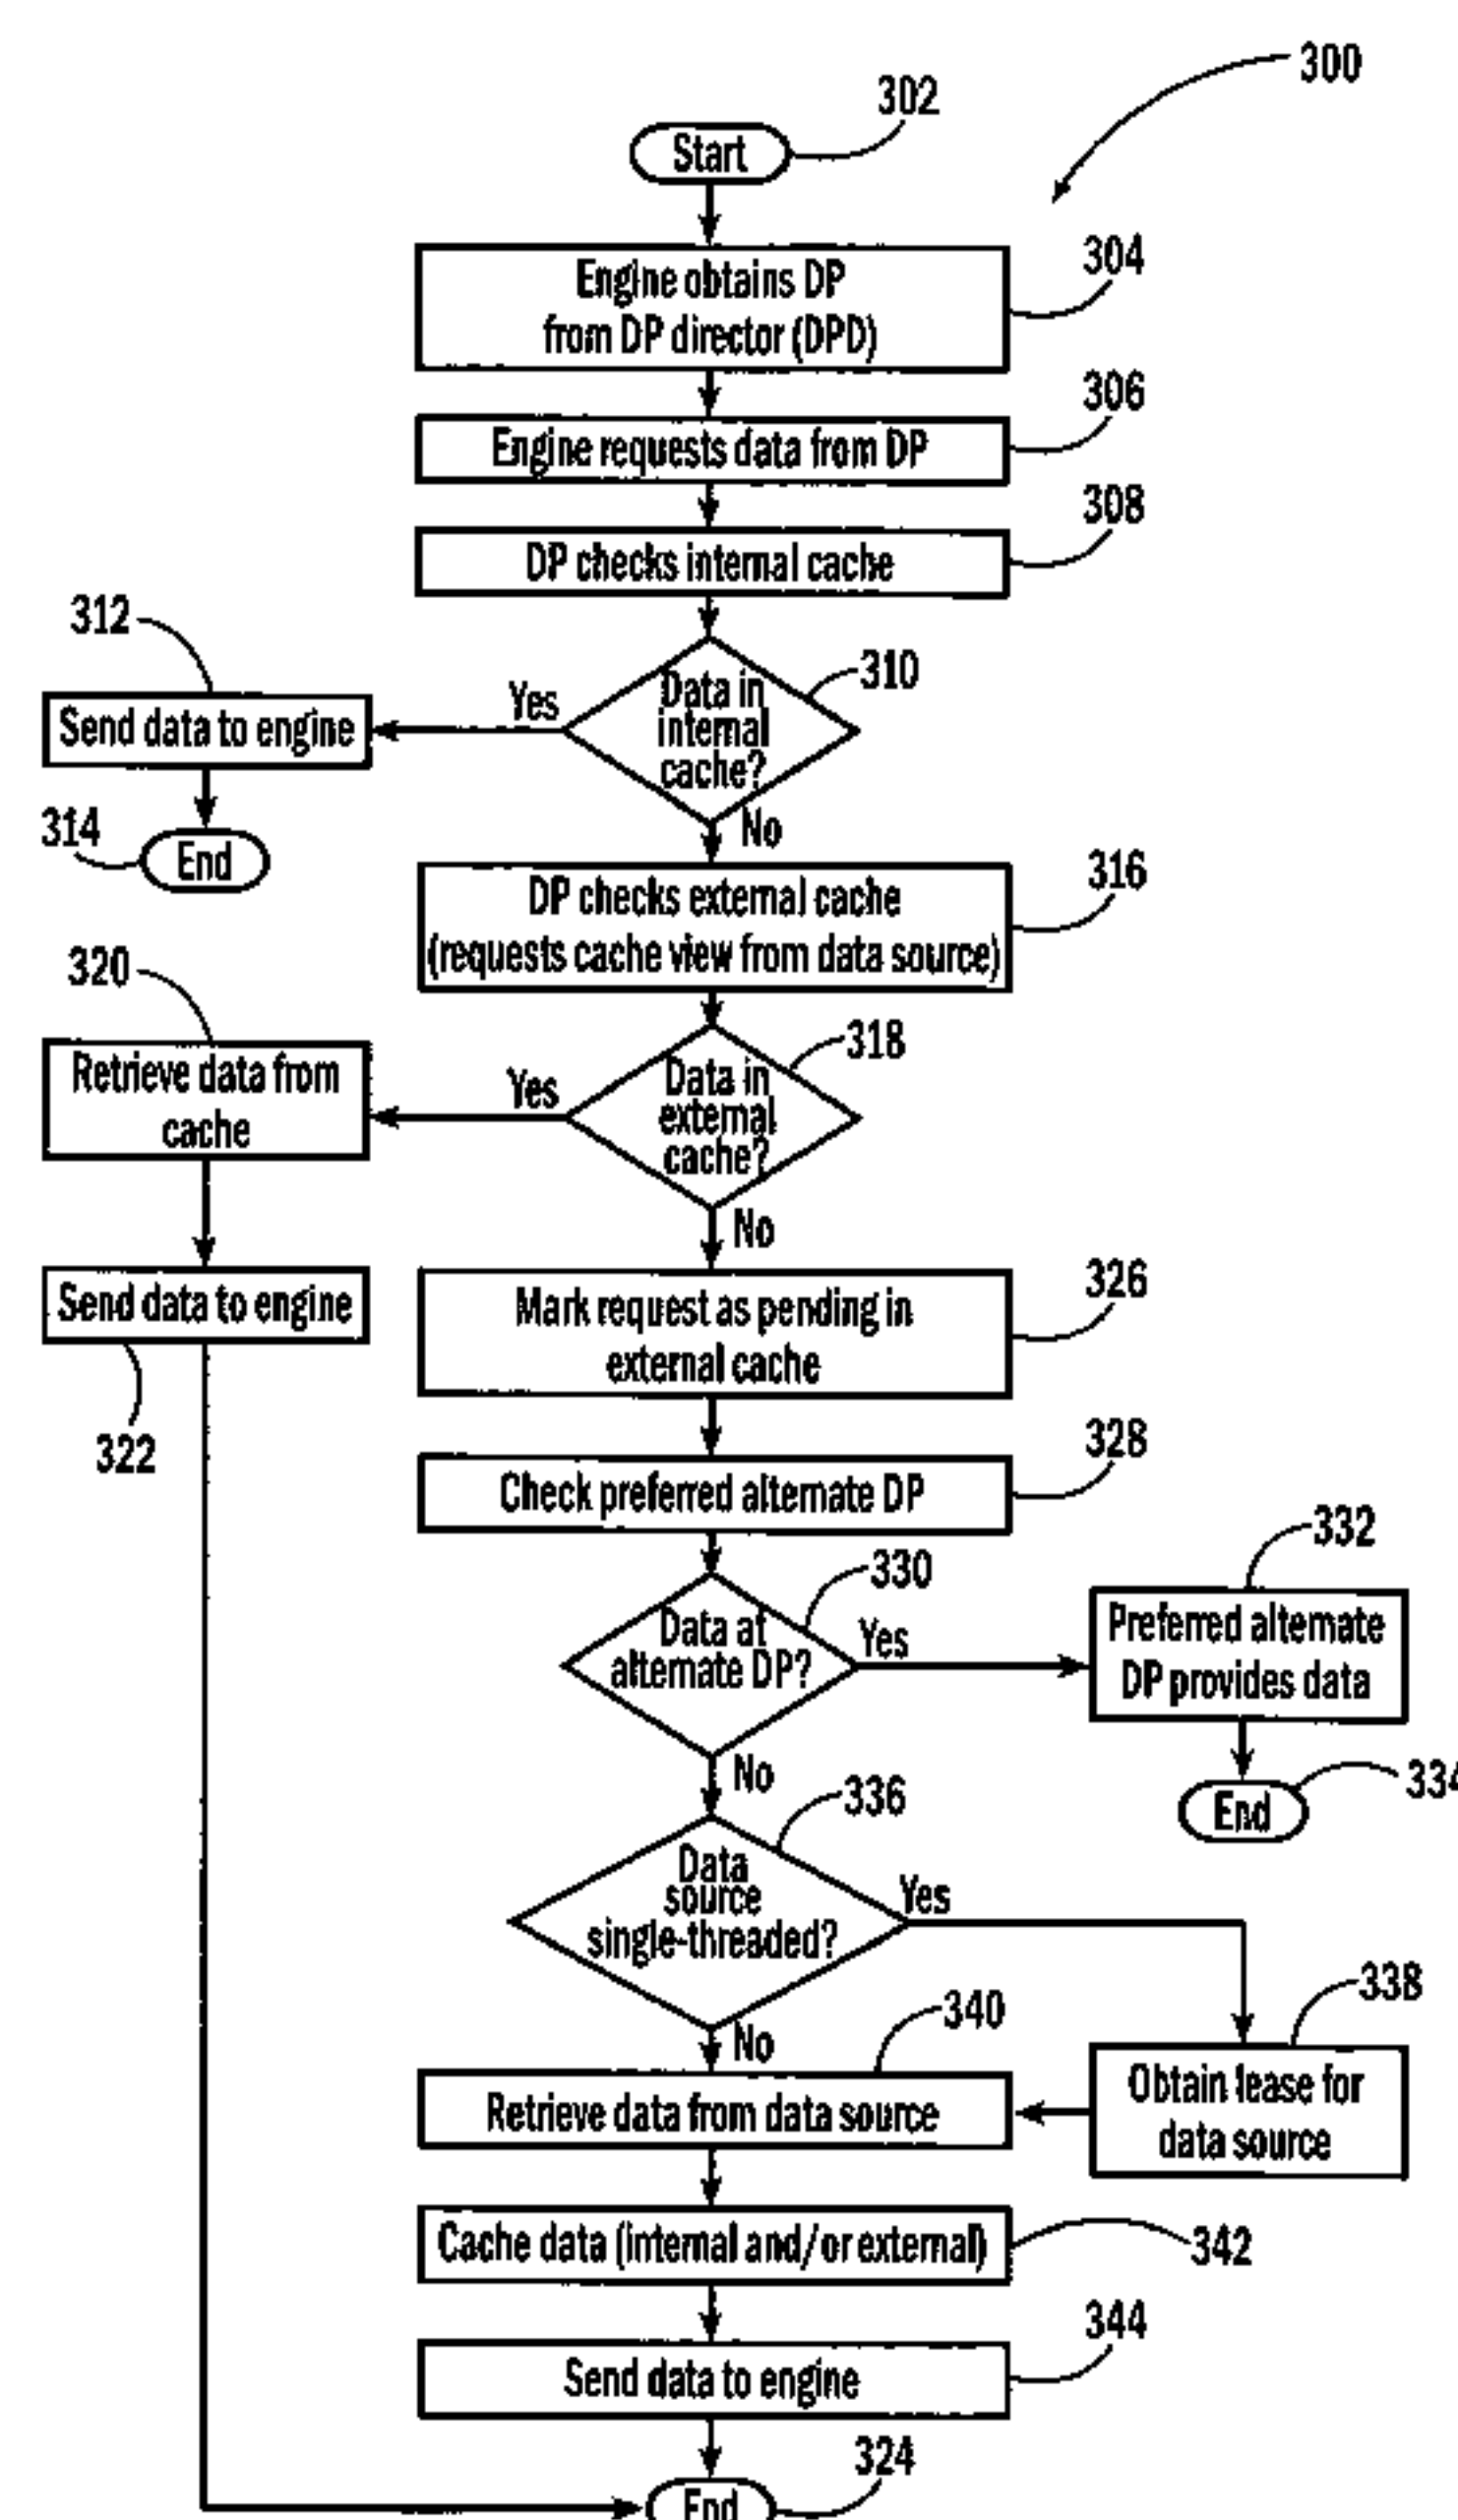 300
302
Start
304
Engine obtains DP
from DP director (DPD)
306
Engine requests data from DP
308
DP checks internal cache
312
310
Data in
internal
cache?
Yes
Send data to engine
No
314
End
316
DP checks external cache
(requests cache view from data source)
320
318
Data in
external
cache?
Yes
Retrieve data from
cache
No
326
Send data to engine
Mark request as pending in
external cache
322
328
Check preferred alternate DP
332
330
Data at
alternate DP?
Yes
Preferred alternate
DP provides data
No
334
End
336
Data
source
single-threaded?
Yes
338
340
No
Obtain lease for
data source
Retrieve data from data source
Cache data (internal and/or external)
342
344
Send data to engine
324
End